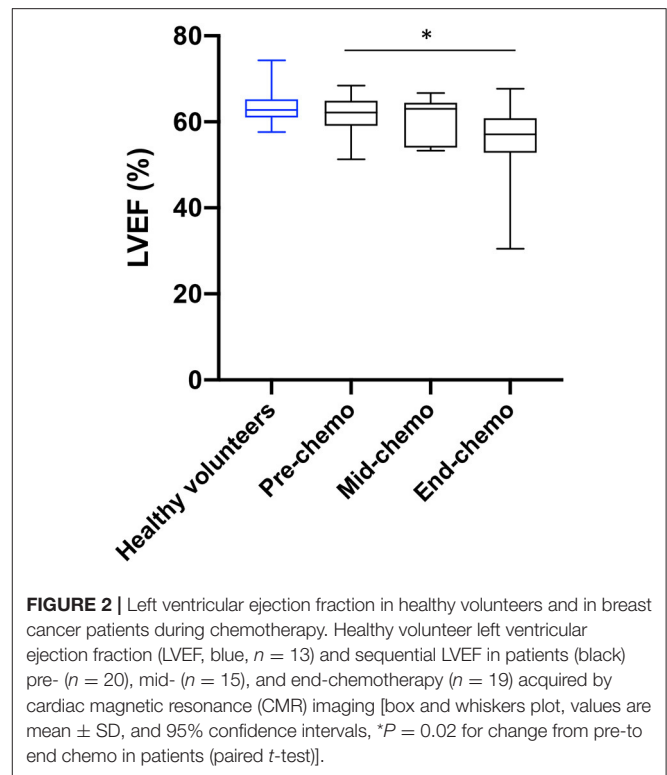 80
*
60
40
20
0
LVEF (%)
Healthy volunteers
Pre-chemo
Mid-chemo
End-chemo
FIGURE 2 | Left ventricular ejection fraction in healthy volunteers and in breast
cancer patients during chemotherapy. Healthy volunteer left ventricular
ejection fraction (LVEF, blue, n = 13) and sequential LVEF in patients (black)
pre- (n = 20), mid- (n = 15), and end-chemotherapy (n = 19) acquired by
cardiac magnetic resonance (CMR) imaging [box and whiskers plot, values are
mean ± SD, and 95% confidence intervals, *P = 0.02 for change from pre-to
end chemo in patients (paired t-test)].